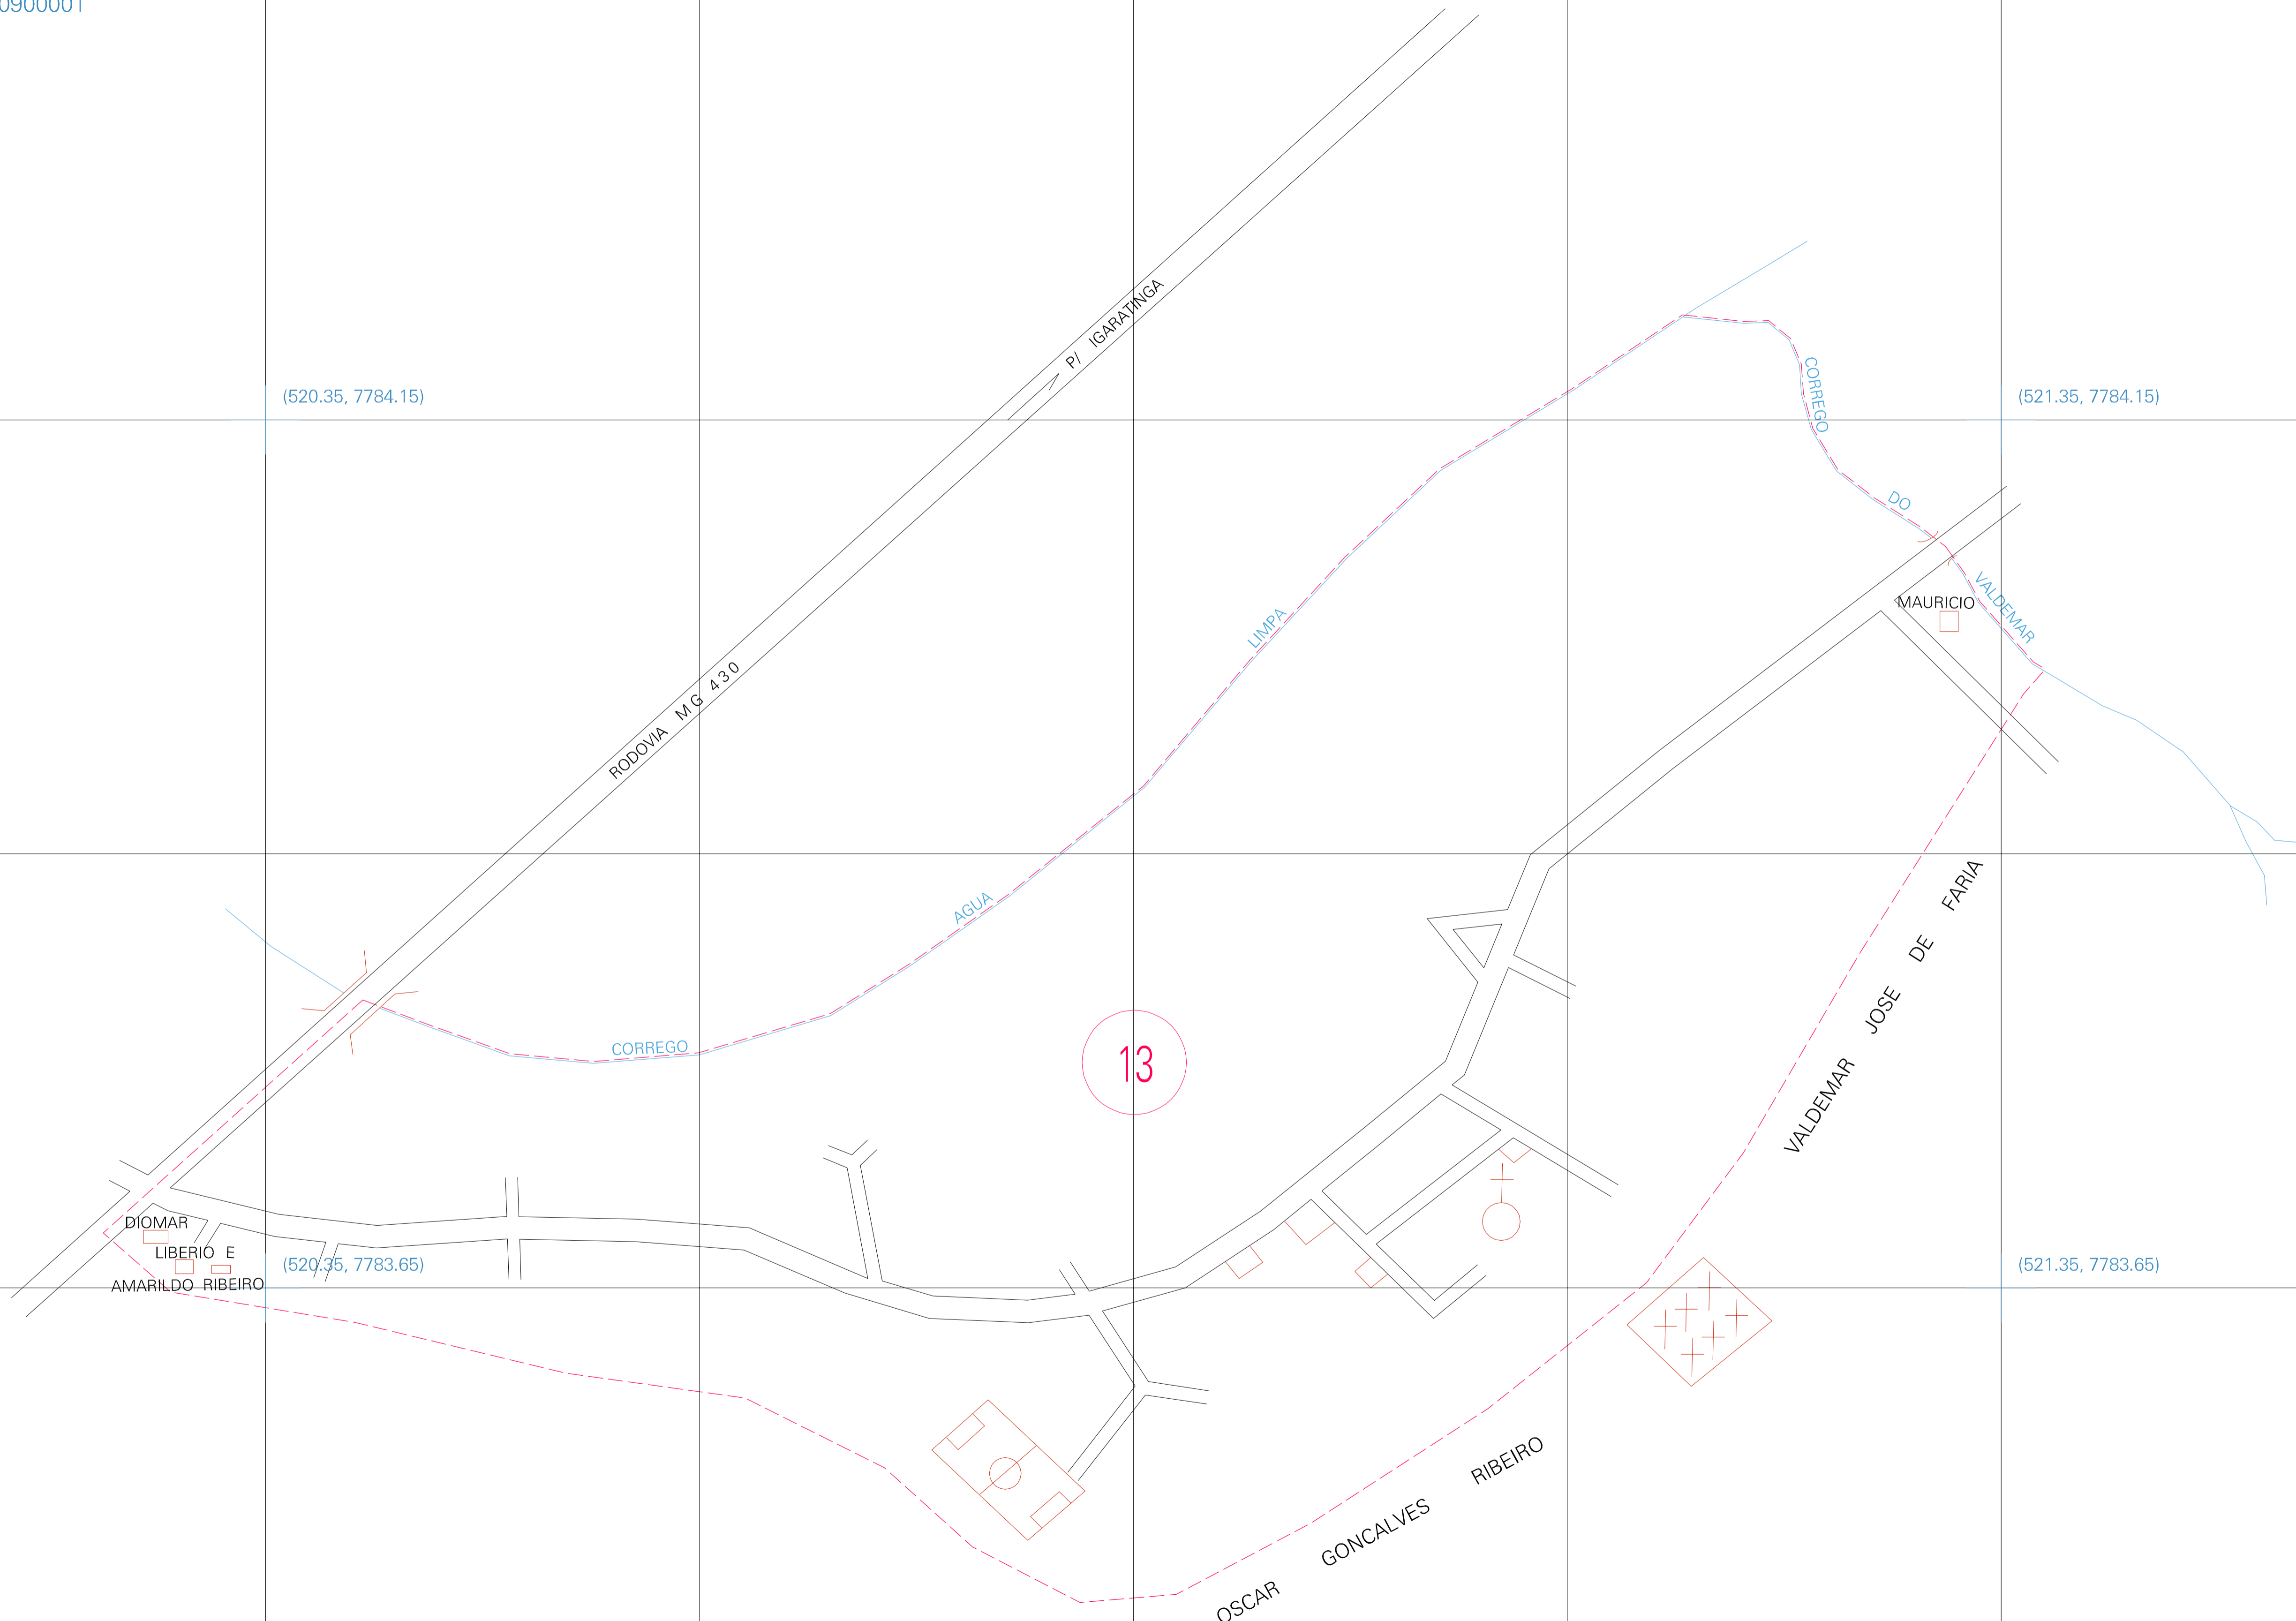 P/ IGARATINGA
(520.35, 7784.15)
(521.35, 7784.15)
CORREGO DO VALDEMAR
MAURICIO
RODOVIA MG 430
CORREGO AGUA LIMPA
13
VALDEMAR JOSE DE FARIA
DIOMAR
LIBERIO E
AMARILDO RIBEIRO
(520.35, 7783.65)
(521.35, 7783.65)
OSCAR GONCALVES RIBEIRO